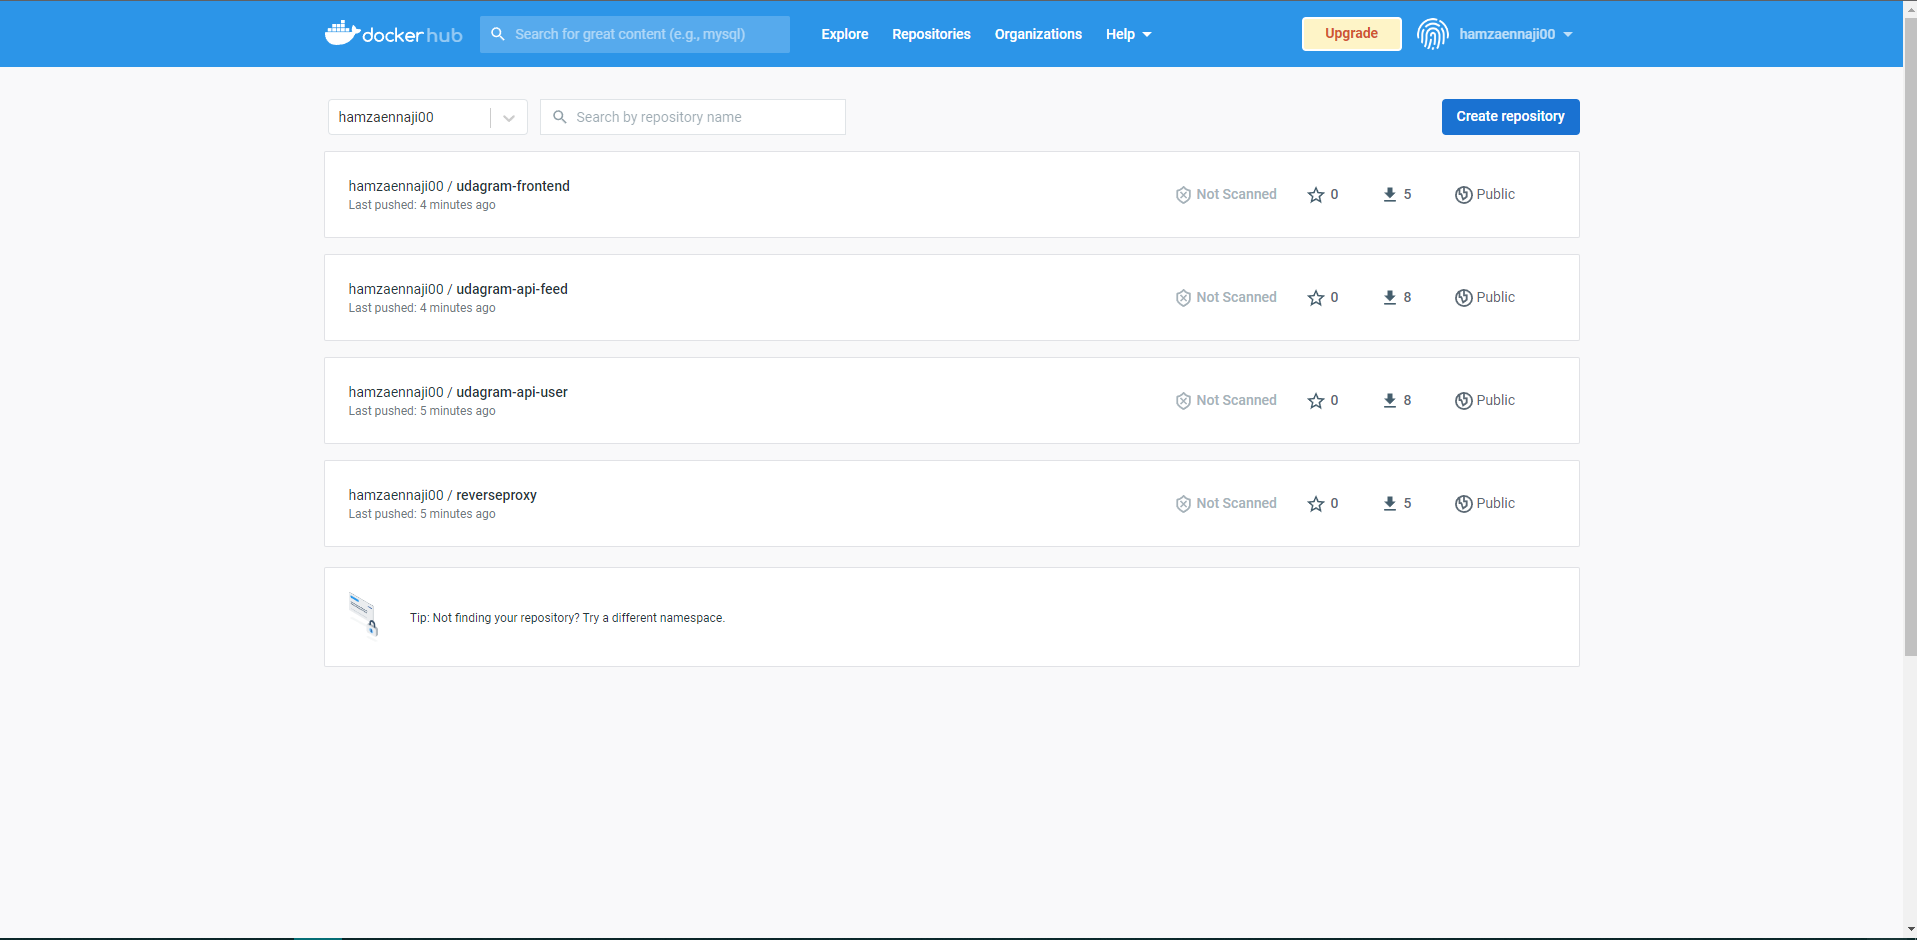 docker hub
Search for great content (e.g., mysql)
Explore
Repositories
Organizations
Help
Upgrade
hamzaennaji00
hamzaennaji00
Search by repository name
Create repository
hamzaennaji00 / udagram-frontend
Last pushed: 4 minutes ago
Not Scanned
0
5
Public
hamzaennaji00 / udagram-api-feed
Last pushed: 4 minutes ago
Not Scanned
0
8
Public
hamzaennaji00 / udagram-api-user
Last pushed: 5 minutes ago
Not Scanned
0
8
Public
hamzaennaji00 / reverseproxy
Last pushed: 5 minutes ago
Not Scanned
0
5
Public
Tip: Not finding your repository? Try a different namespace.